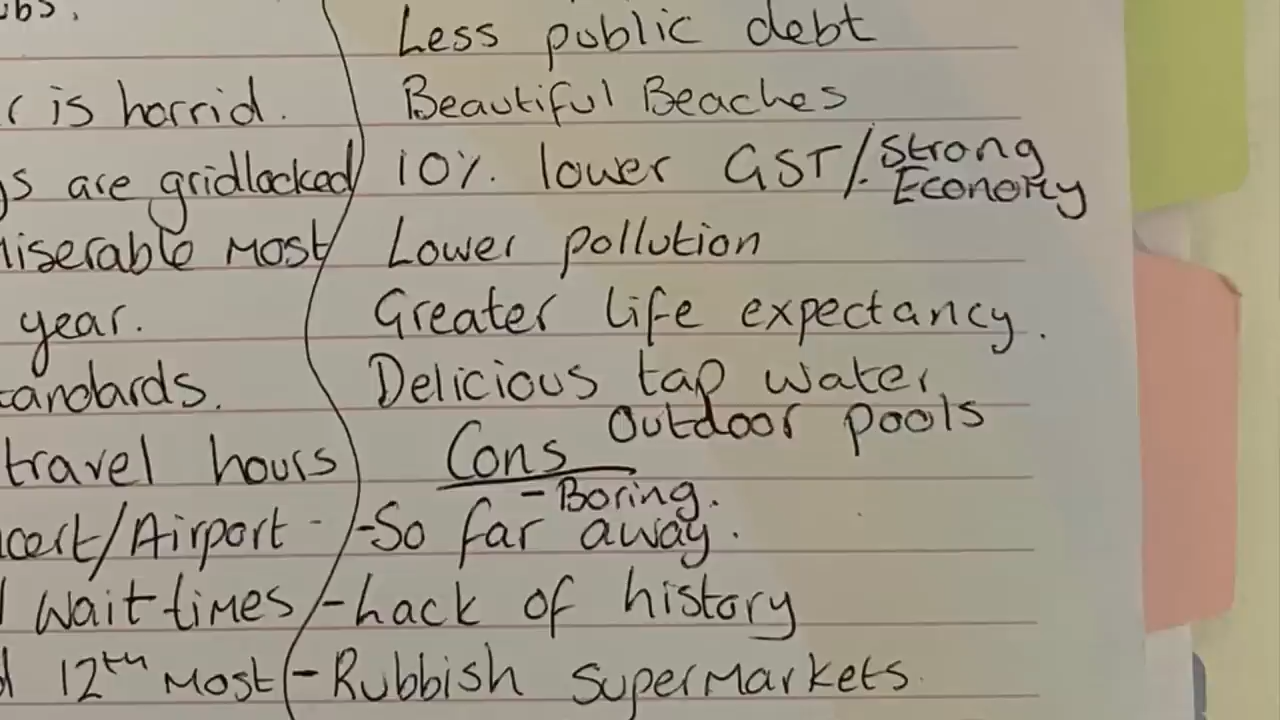 Less public debt
is horrid.
Beautiful Beaches
are gridlocked
10% lower GST/Strong
Economy
most
Lower pollution
year.
Greater life expectancy.
Delicious tap water
Outdoor pools
travel hours
Cons
-Boring.
/Airport -
-So far away.
Wait times
-Lack of history
12th Most
-Rubbish supermarkets.